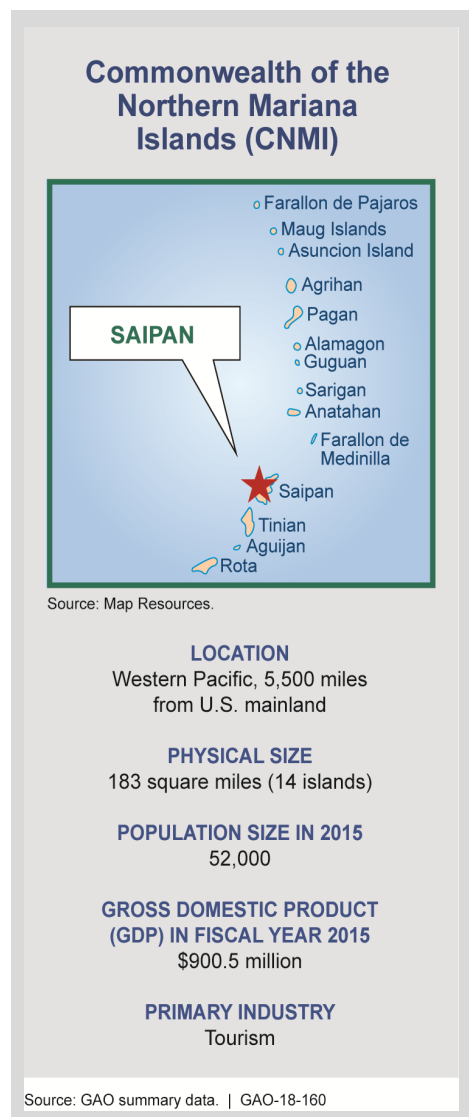 Commonwealth of the
Northern Mariana
Islands (CNMI)
Farallon de Pajaros
Maug Islands
Asuncion Island
Agrihan
Pagan
SAIPAN
Alamagon
Guguan
Sarigan
Anatahan
Farallon de
Medinilla
Saipan
Tinian
Aguijan
Rota
Source: Map Resources.
LOCATION
Western Pacific, 5,500 miles
from U.S. mainland
PHYSICAL SIZE
183 square miles (14 islands)
POPULATION SIZE IN 2015
52,000
GROSS DOMESTIC PRODUCT
(GDP) IN FISCAL YEAR 2015
$900.5 million
PRIMARY INDUSTRY
Tourism
Source: GAO summary data. | GAO-18-160